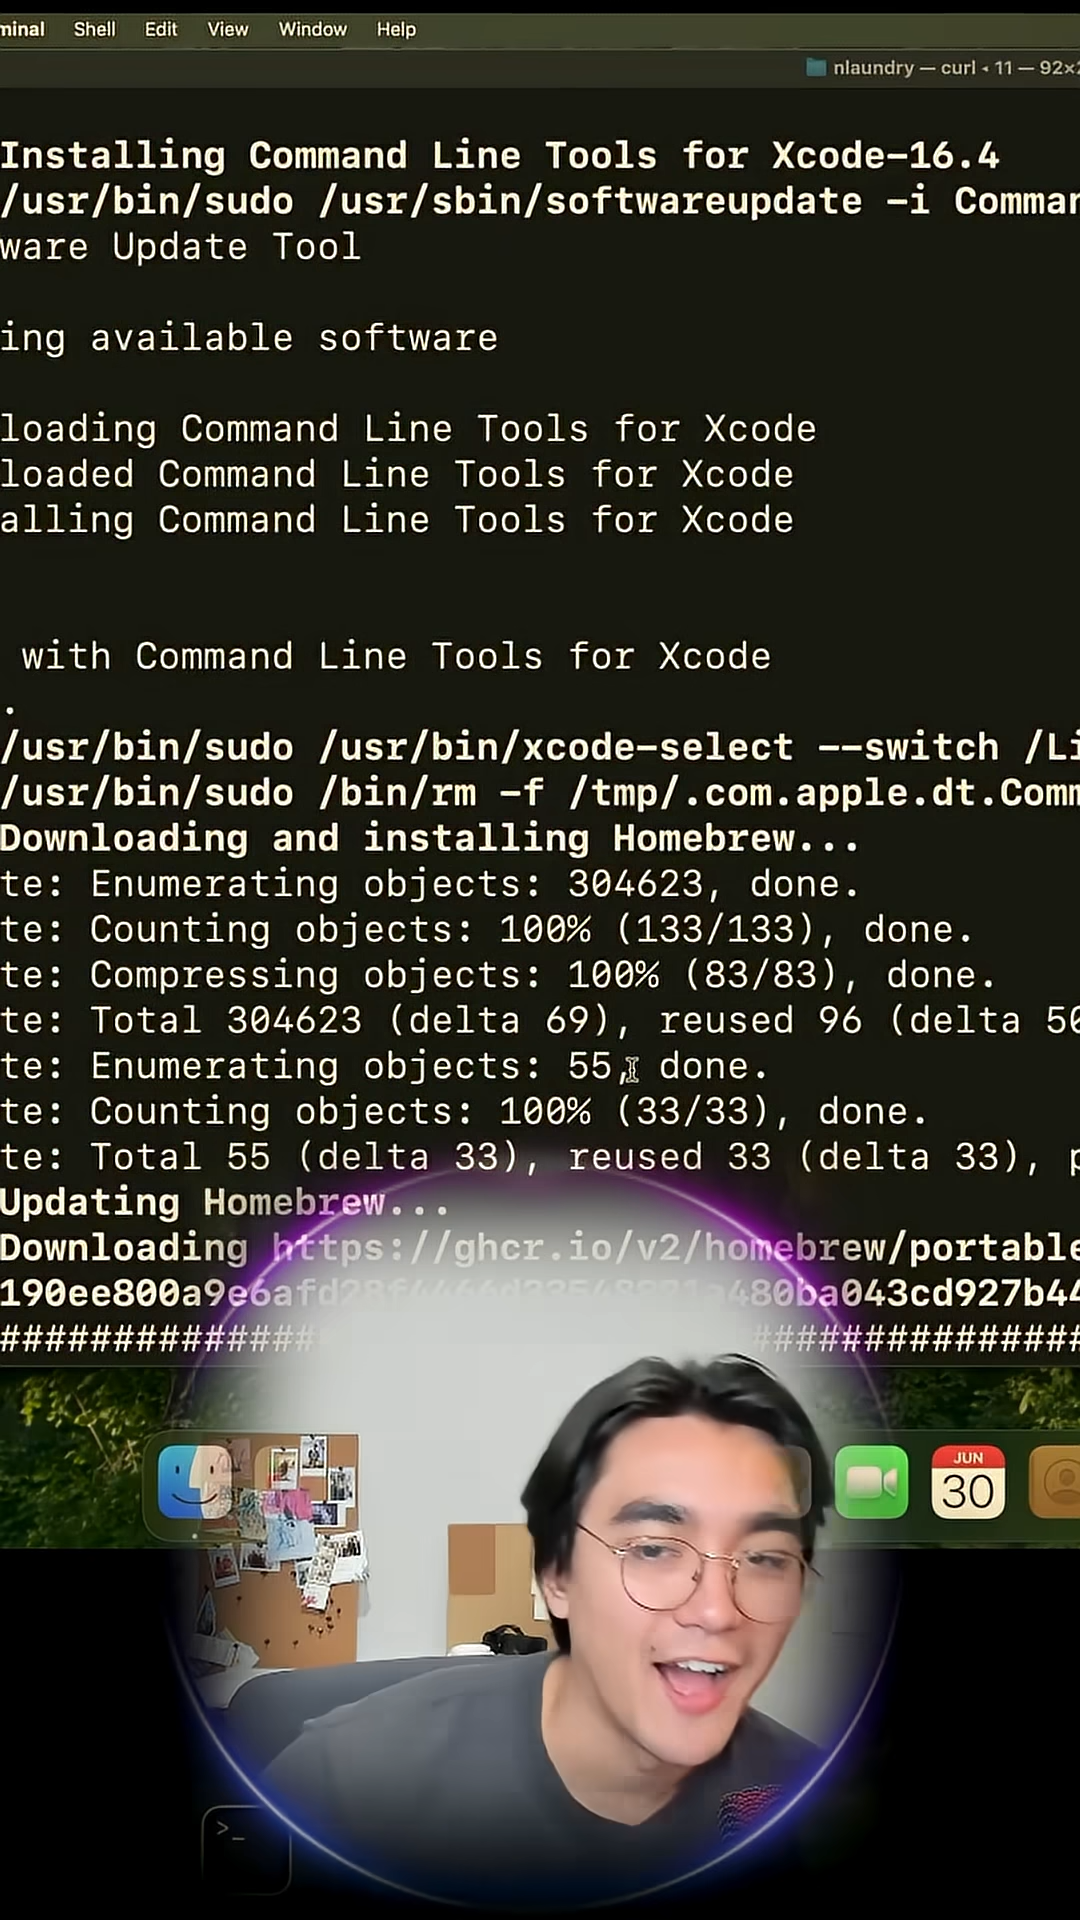 minal Shell Edit View Window Help
nlaundry — curl ◂ 11 — 92×2
Installing Command Line Tools for Xcode-16.4
/usr/bin/sudo /usr/sbin/softwareupdate -i Comman
ware Update Tool
ing available software
loading Command Line Tools for Xcode
loaded Command Line Tools for Xcode
alling Command Line Tools for Xcode
with Command Line Tools for Xcode
.
/usr/bin/sudo /usr/bin/xcode-select --switch /Li
/usr/bin/sudo /bin/rm -f /tmp/.com.apple.dt.Comm
Downloading and installing Homebrew...
te: Enumerating objects: 304623, done.
te: Counting objects: 100% (133/133), done.
te: Compressing objects: 100% (83/83), done.
te: Total 304623 (delta 69), reused 96 (delta 50
te: Enumerating objects: 55, done.
te: Counting objects: 100% (33/33), done.
te: Total 55 (delta 33), reused 33 (delta 33), p
Updating Homebrew...
Downloading https://ghcr.io/v2/homebrew/portable
################################################
JUN
30
>_